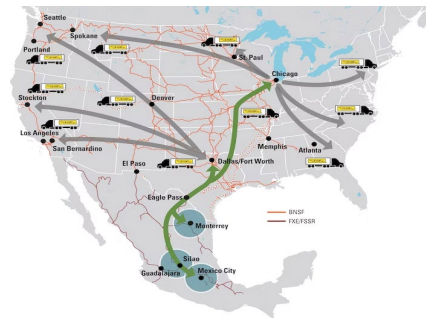 Seattle
Spokane
Portland
St. Paul
Chicago
Stockton
Denver
Los Angeles
San Bernardino
Memphis
Atlanta
El Paso
Dallas/Fort Worth
Eagle Pass
BNSF
FXE/FSSR
Monterrey
Silao
Guadalajara
Mexico City